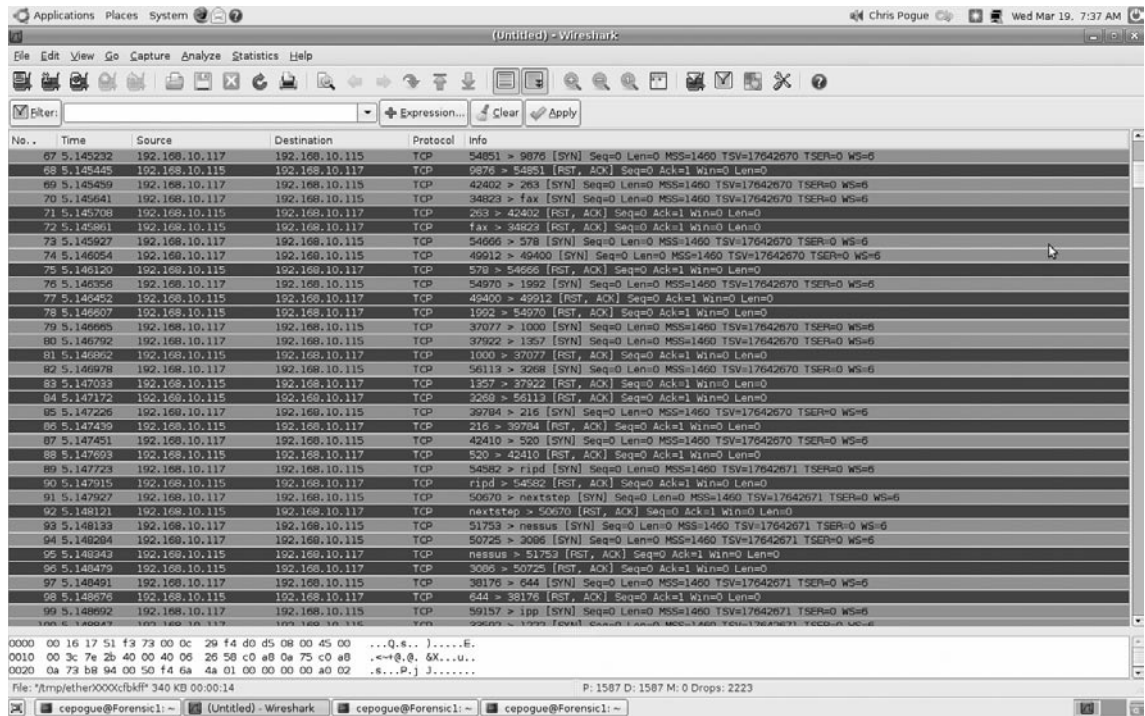 Applications Places System Chris Pogue Wed Mar 19, 7:37 AM
(Untitled) - Wireshark
File Edit View Go Capture Analyze Statistics Help
Filter: Expression... Clear Apply
No. . Time Source Destination Protocol Info
67 5.145232 192.168.10.117 192.168.10.115 TCP 54851 > 9876 [SYN] Seq=0 Len=0 MSS=1460 TSV=17642670 TSER=0 WS=6
68 5.145445 192.168.10.115 192.168.10.117 TCP 9876 > 54851 [RST, ACK] Seq=0 Ack=1 Win=0 Len=0
69 5.145459 192.168.10.117 192.168.10.115 TCP 42402 > 263 [SYN] Seq=0 Len=0 MSS=1460 TSV=17642670 TSER=0 WS=6
70 5.145641 192.168.10.117 192.168.10.115 TCP 34823 > fax [SYN] Seq=0 Len=0 MSS=1460 TSV=17642670 TSER=0 WS=6
71 5.145708 192.168.10.115 192.168.10.117 TCP 263 > 42402 [RST, ACK] Seq=0 Ack=1 Win=0 Len=0
72 5.145861 192.168.10.115 192.168.10.117 TCP fax > 34823 [RST, ACK] Seq=0 Ack=1 Win=0 Len=0
73 5.145927 192.168.10.117 192.168.10.115 TCP 54666 > 578 [SYN] Seq=0 Len=0 MSS=1460 TSV=17642670 TSER=0 WS=6
74 5.146054 192.168.10.117 192.168.10.115 TCP 49912 > 49400 [SYN] Seq=0 Len=0 MSS=1460 TSV=17642670 TSER=0 WS=6
75 5.146120 192.168.10.115 192.168.10.117 TCP 578 > 54666 [RST, ACK] Seq=0 Ack=1 Win=0 Len=0
76 5.146356 192.168.10.117 192.168.10.115 TCP 54970 > 1992 [SYN] Seq=0 Len=0 MSS=1460 TSV=17642670 TSER=0 WS=6
77 5.146452 192.168.10.115 192.168.10.117 TCP 49400 > 49912 [RST, ACK] Seq=0 Ack=1 Win=0 Len=0
78 5.146607 192.168.10.115 192.168.10.117 TCP 1992 > 54970 [RST, ACK] Seq=0 Ack=1 Win=0 Len=0
79 5.146665 192.168.10.117 192.168.10.115 TCP 37077 > 1000 [SYN] Seq=0 Len=0 MSS=1460 TSV=17642670 TSER=0 WS=6
80 5.146792 192.168.10.117 192.168.10.115 TCP 37922 > 1357 [SYN] Seq=0 Len=0 MSS=1460 TSV=17642670 TSER=0 WS=6
81 5.146862 192.168.10.115 192.168.10.117 TCP 1000 > 37077 [RST, ACK] Seq=0 Ack=1 Win=0 Len=0
82 5.146978 192.168.10.117 192.168.10.115 TCP 56113 > 3268 [SYN] Seq=0 Len=0 MSS=1460 TSV=17642670 TSER=0 WS=6
83 5.147033 192.168.10.115 192.168.10.117 TCP 1357 > 37922 [RST, ACK] Seq=0 Ack=1 Win=0 Len=0
84 5.147172 192.168.10.115 192.168.10.117 TCP 3268 > 56113 [RST, ACK] Seq=0 Ack=1 Win=0 Len=0
85 5.147226 192.168.10.117 192.168.10.115 TCP 39784 > 216 [SYN] Seq=0 Len=0 MSS=1460 TSV=17642670 TSER=0 WS=6
86 5.147439 192.168.10.115 192.168.10.117 TCP 216 > 39784 [RST, ACK] Seq=0 Ack=1 Win=0 Len=0
87 5.147451 192.168.10.117 192.168.10.115 TCP 42410 > 520 [SYN] Seq=0 Len=0 MSS=1460 TSV=17642670 TSER=0 WS=6
88 5.147693 192.168.10.115 192.168.10.117 TCP 520 > 42410 [RST, ACK] Seq=0 Ack=1 Win=0 Len=0
89 5.147723 192.168.10.117 192.168.10.115 TCP 54582 > ripd [SYN] Seq=0 Len=0 MSS=1460 TSV=17642671 TSER=0 WS=6
90 5.147915 192.168.10.115 192.168.10.117 TCP ripd > 54582 [RST, ACK] Seq=0 Ack=1 Win=0 Len=0
91 5.147927 192.168.10.117 192.168.10.115 TCP 50670 > nextstep [SYN] Seq=0 Len=0 MSS=1460 TSV=17642671 TSER=0 WS=6
92 5.148121 192.168.10.115 192.168.10.117 TCP nextstep > 50670 [RST, ACK] Seq=0 Ack=1 Win=0 Len=0
93 5.148133 192.168.10.117 192.168.10.115 TCP 51753 > nessus [SYN] Seq=0 Len=0 MSS=1460 TSV=17642671 TSER=0 WS=6
94 5.148284 192.168.10.117 192.168.10.115 TCP 50725 > 3086 [SYN] Seq=0 Len=0 MSS=1460 TSV=17642671 TSER=0 WS=6
95 5.148343 192.168.10.115 192.168.10.117 TCP nessus > 51753 [RST, ACK] Seq=0 Ack=1 Win=0 Len=0
96 5.148479 192.168.10.115 192.168.10.117 TCP 3086 > 50725 [RST, ACK] Seq=0 Ack=1 Win=0 Len=0
97 5.148491 192.168.10.117 192.168.10.115 TCP 38176 > 644 [SYN] Seq=0 Len=0 MSS=1460 TSV=17642671 TSER=0 WS=6
98 5.148676 192.168.10.115 192.168.10.117 TCP 644 > 38176 [RST, ACK] Seq=0 Ack=1 Win=0 Len=0
99 5.148692 192.168.10.117 192.168.10.115 TCP 59157 > ipp [SYN] Seq=0 Len=0 MSS=1460 TSV=17642671 TSER=0 WS=6
0000 00 16 17 51 f3 73 00 0c 29 f4 d0 d5 08 00 45 00 ...Q.s.. ).....E.
0010 00 3c 7e 2b 40 00 40 06 26 58 c0 a8 0a 75 c0 a8 .<~+@.@. &X...u..
0020 0a 73 b8 94 00 50 f4 6a 4a 01 00 00 00 00 a0 02 .s...P.j J.......
File: "/tmp/etherXXXXcfbkff" 340 KB 00:00:14 P: 1587 D: 1587 M: 0 Drops: 2223
cepogue@Forensic1: ~ (Untitled) - Wireshark cepogue@Forensic1: ~ cepogue@Forensic1: ~